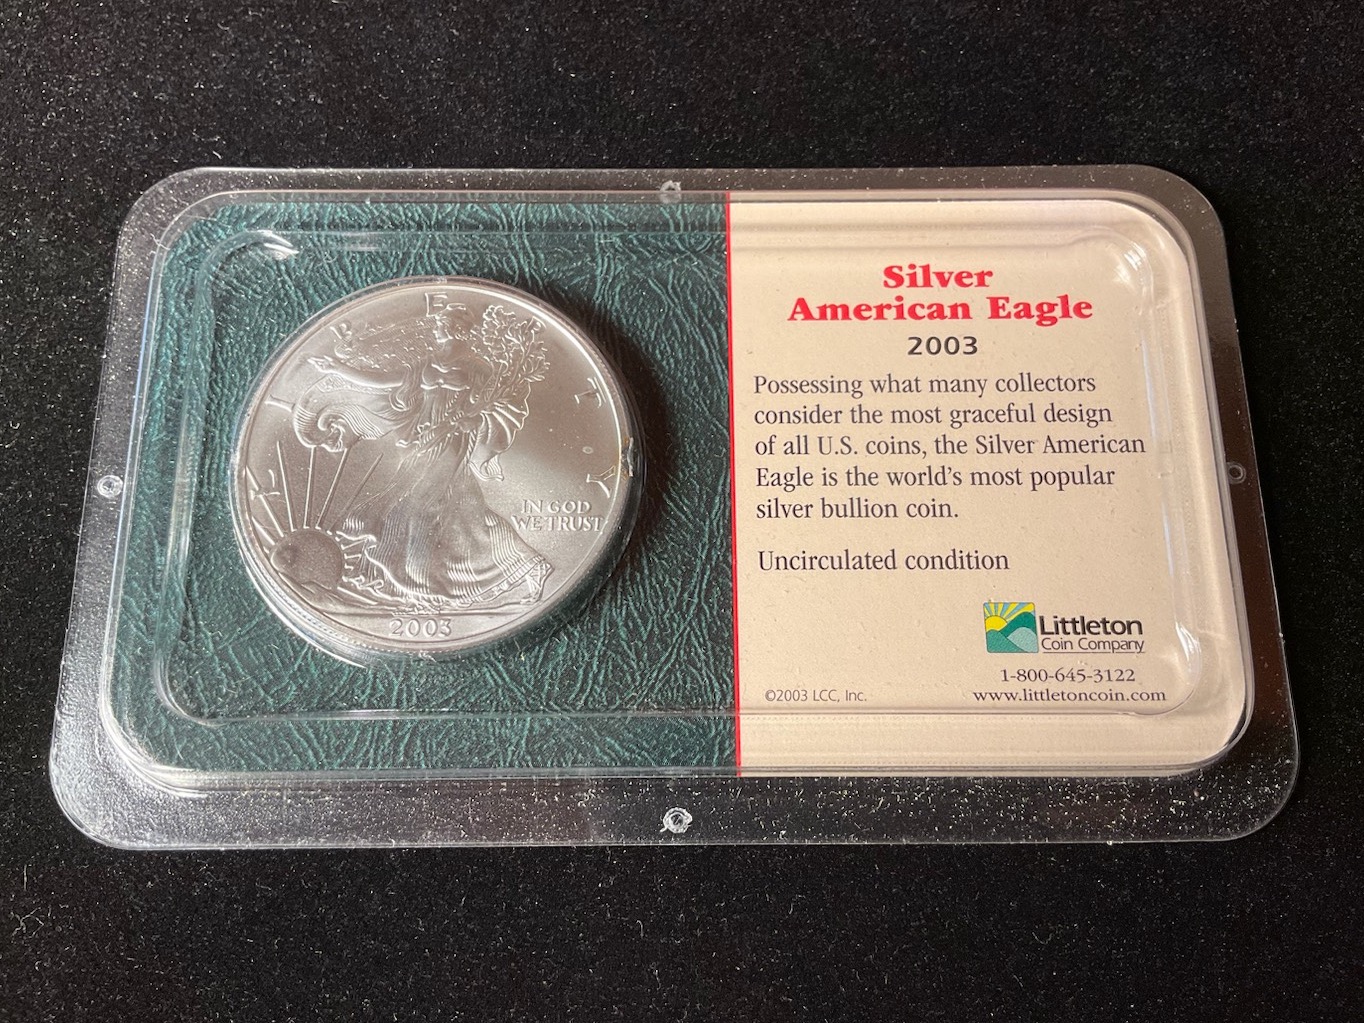 LIBERTY
IN GOD
WE TRUST
2003
Silver
American Eagle
2003
Possessing what many collectors
consider the most graceful design
of all U.S. coins, the Silver American
Eagle is the world's most popular
silver bullion coin.
Uncirculated condition
Littleton
Coin Company
1-800-645-3122
©2003 LCC, Inc.
www.littletoncoin.com